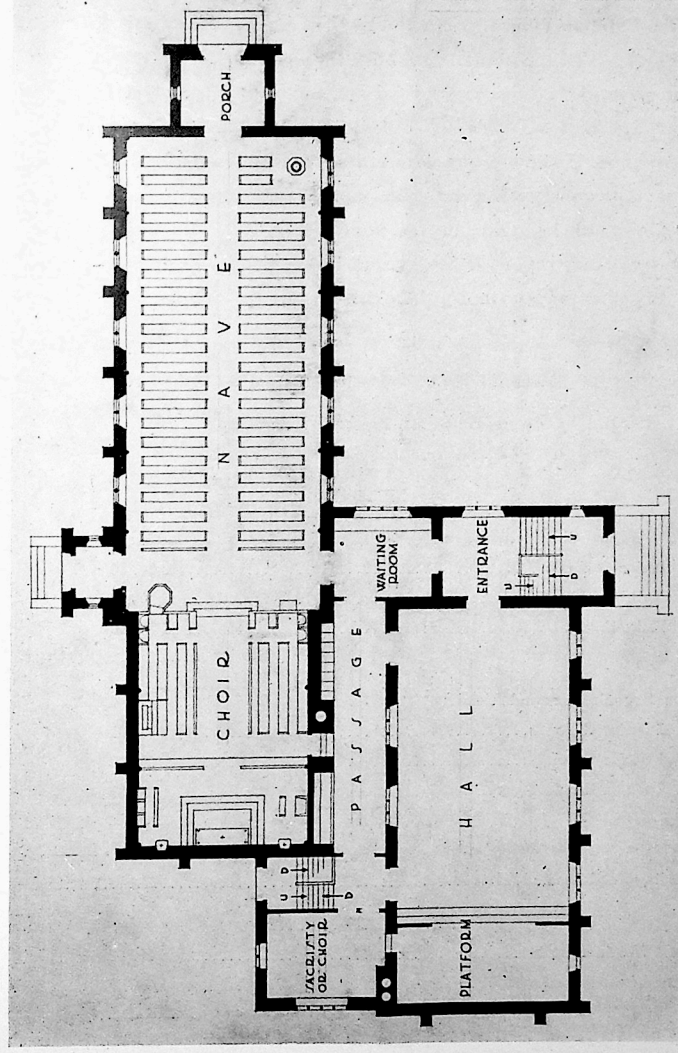 PORCH
NAVE
WAITING
ROOM
ENTRANCE
U
D
U
CHOIR
PASSAGE
HALL
D
U
D
SACRISTY
OR CHOIR
PLATFORM